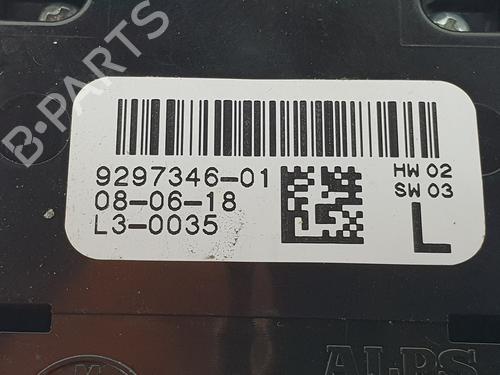 B-PARTS
9297346-01
08-06-18
L3-0035
HW 02
SW 03
L
M
ALPS